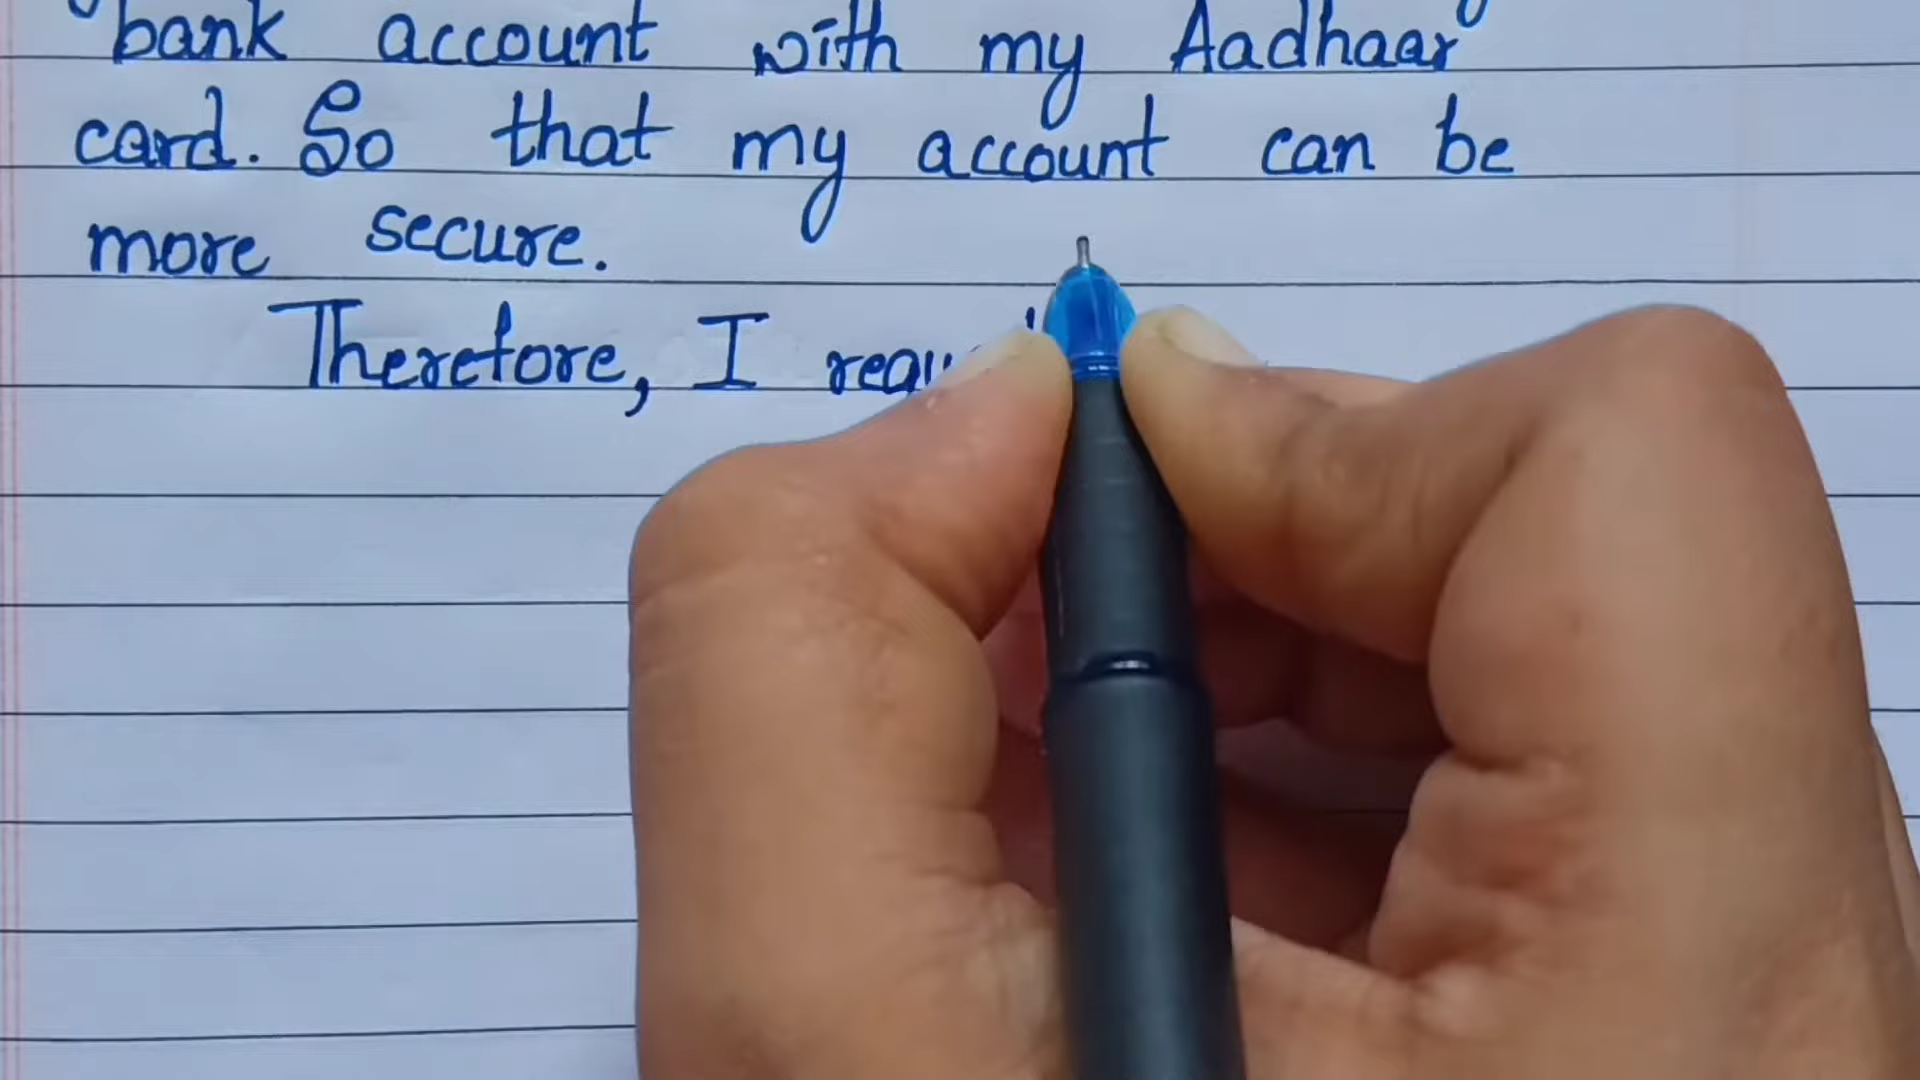 bank account with my Aadhaar
card. So that my account can be
more secure.
Therefore, I